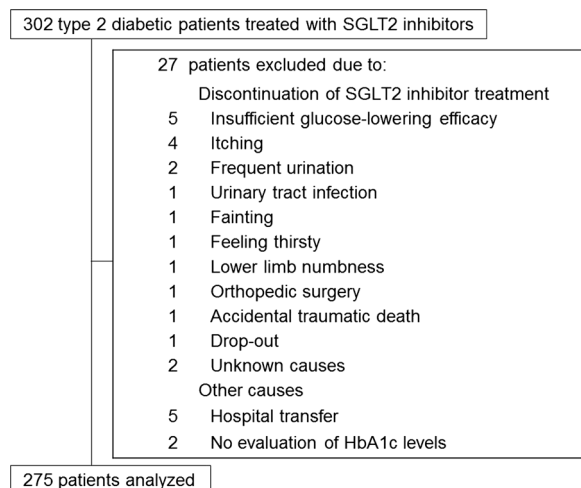 302 type 2 diabetic patients treated with SGLT2 inhibitors
27 patients excluded due to:
Discontinuation of SGLT2 inhibitor treatment
5 Insufficient glucose-lowering efficacy
4 Itching
2 Frequent urination
1 Urinary tract infection
1 Fainting
1 Feeling thirsty
1 Lower limb numbness
1 Orthopedic surgery
1 Accidental traumatic death
1 Drop-out
2 Unknown causes
Other causes
5 Hospital transfer
2 No evaluation of HbA1c levels
275 patients analyzed